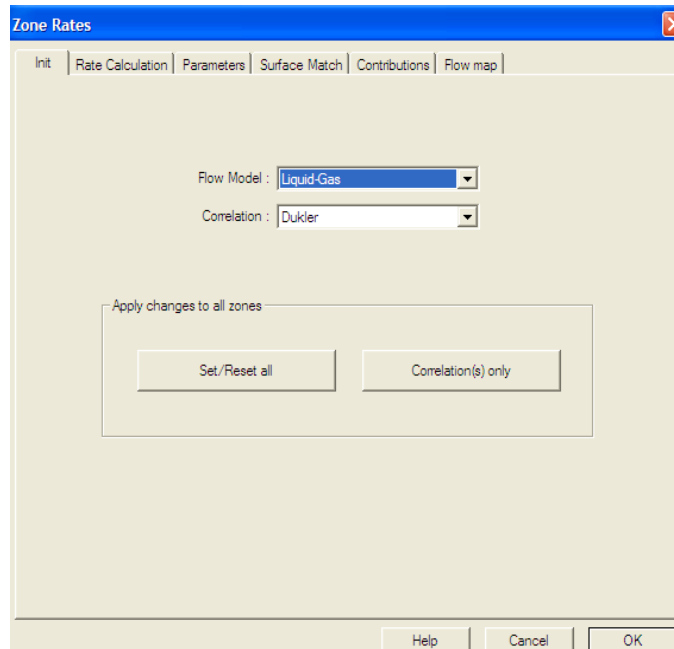 Zone Rates
Init Rate Calculation Parameters Surface Match Contributions Flow map
Flow Model : Liquid-Gas
Correlation : Dukler
Apply changes to all zones
Set/Reset all Correlation(s) only
Help Cancel OK